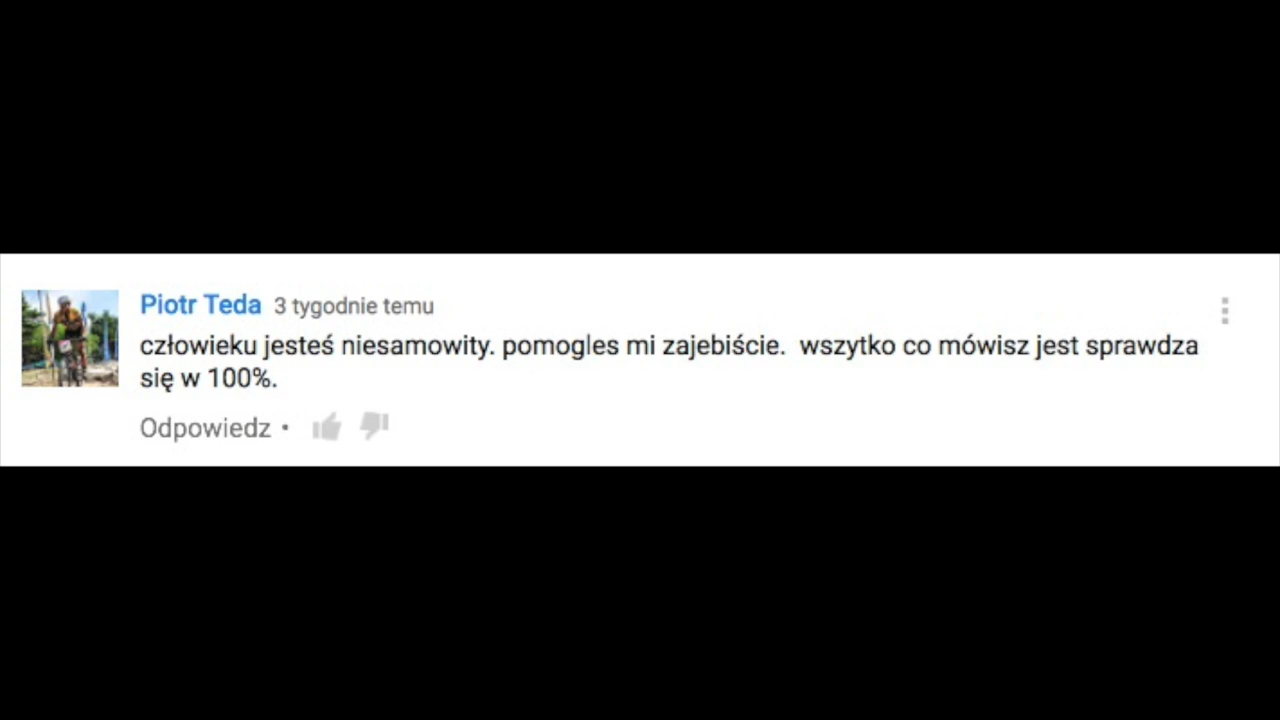 Piotr Teda 3 tygodnie temu
człowieku jesteś niesamowity. pomogles mi zajebiście.  wszytko co mówisz jest sprawdza
się w 100%.
Odpowiedz •